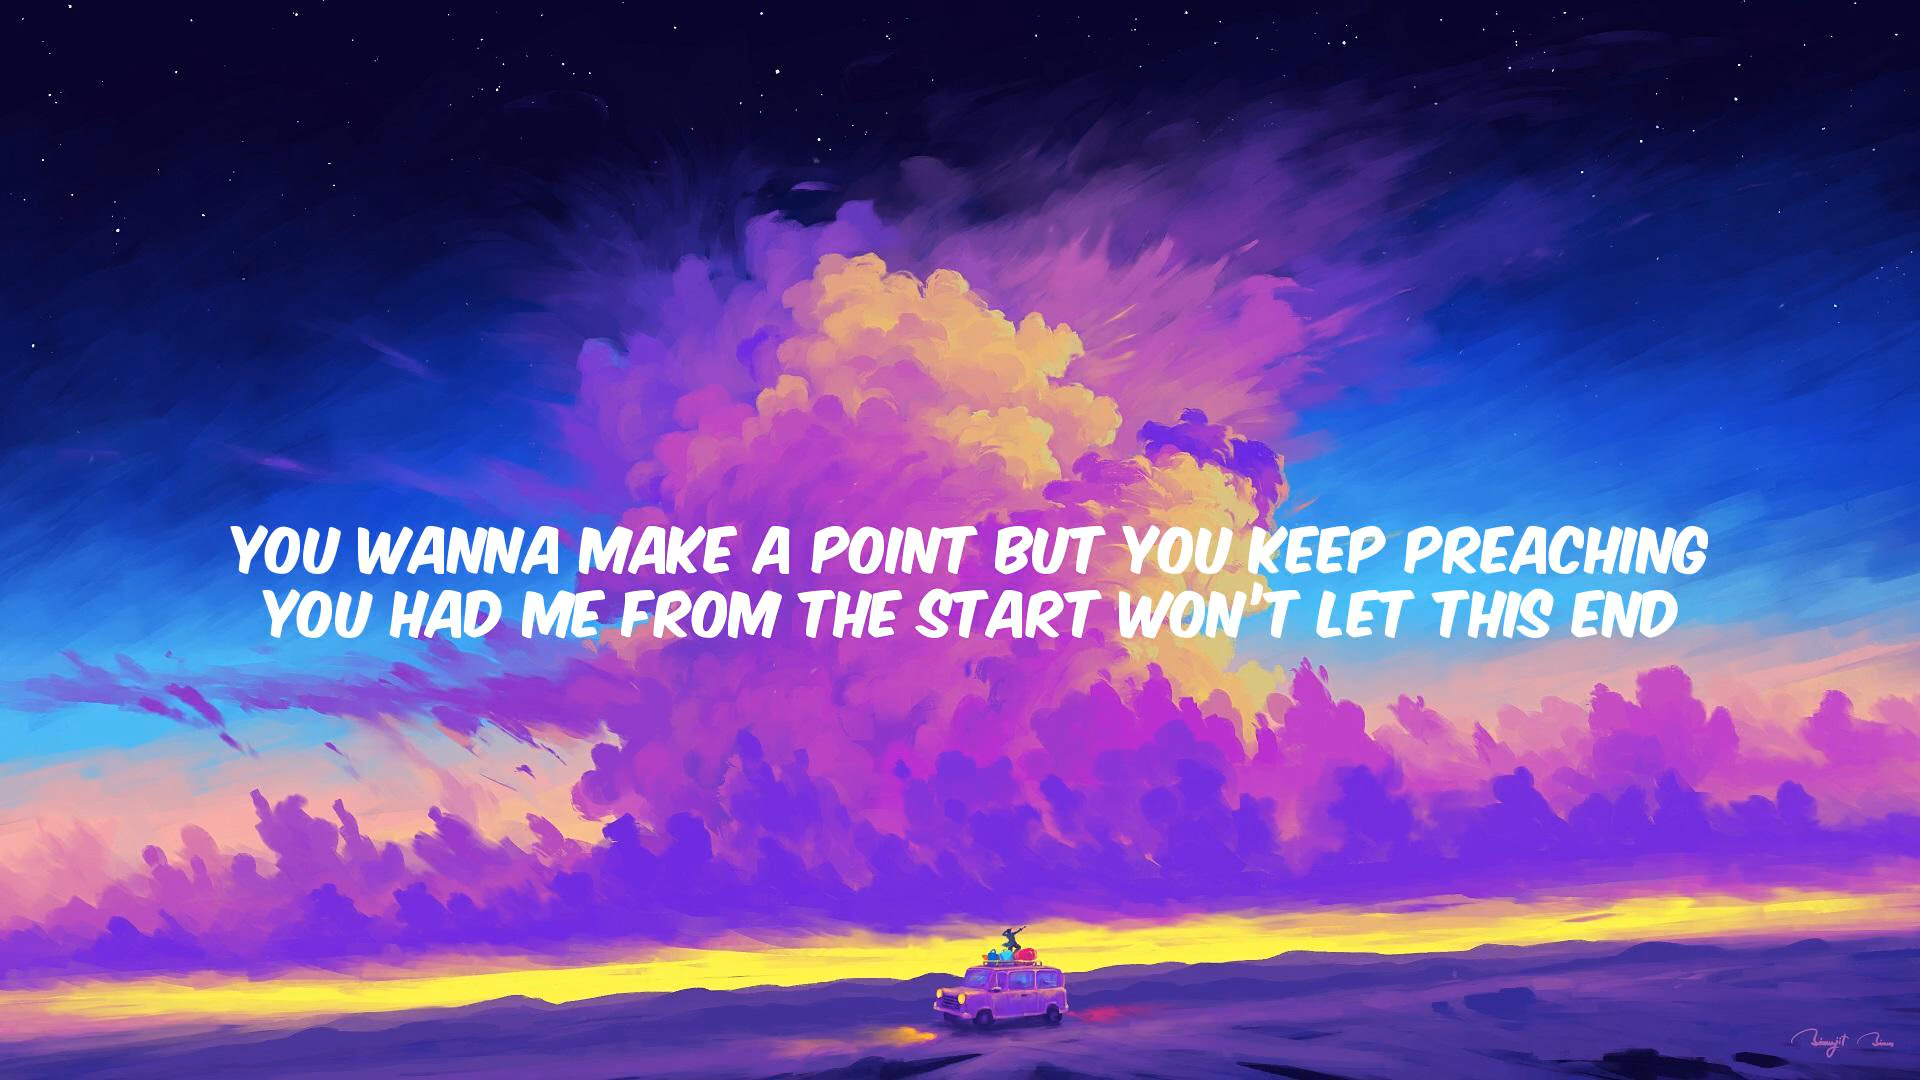 YOU WANNA MAKE A POINT BUT YOU KEEP PREACHING
YOU HAD ME FROM THE START WON'T LET THIS END